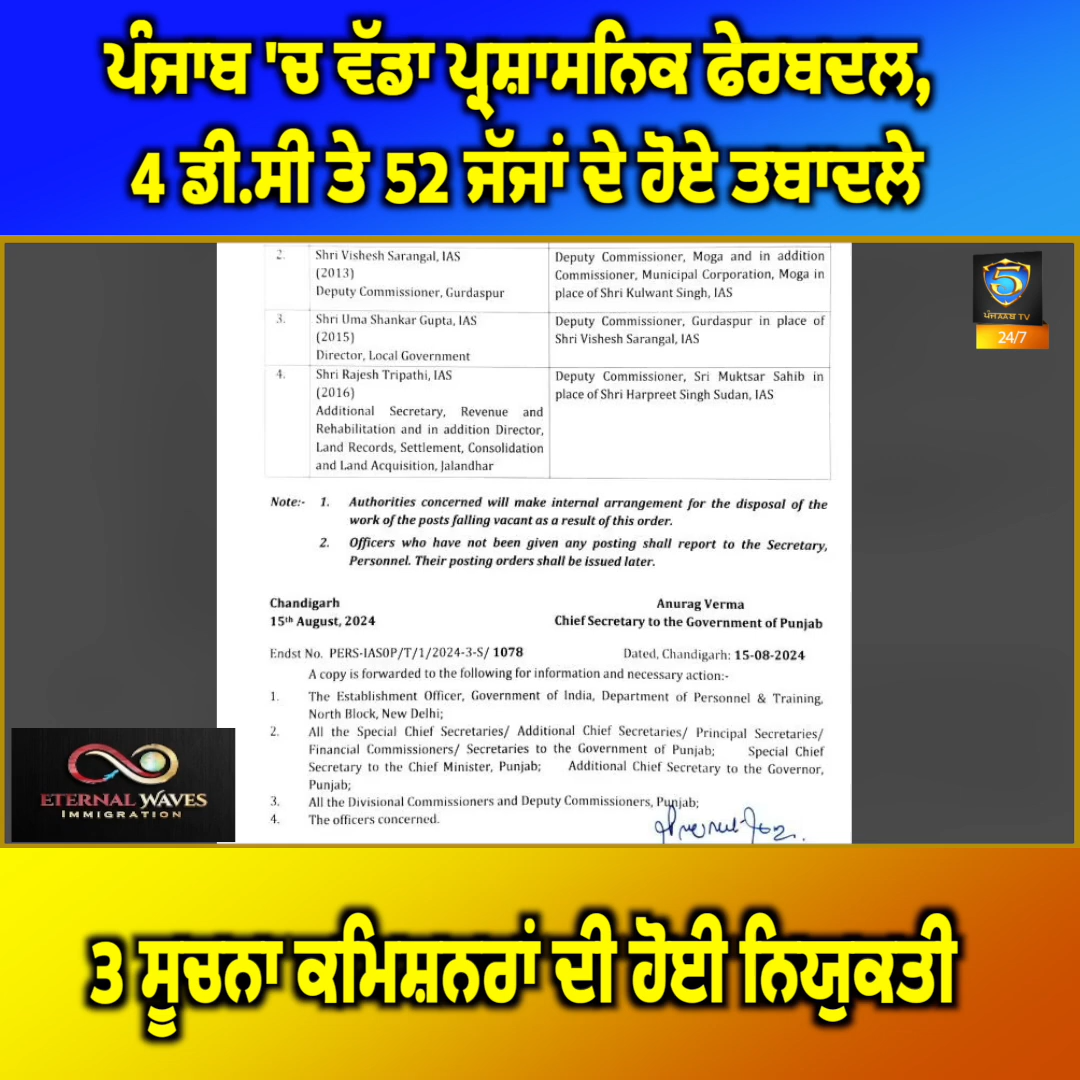 ਪੰਜਾਬ 'ਚ ਵੱਡਾ ਪ੍ਰਸ਼ਾਸਨਿਕ ਫੇਰਬਦਲ,
4 ਡੀ.ਸੀ ਤੇ 52 ਜੱਜਾਂ ਦੇ ਹੋਏ ਤਬਾਦਲੇ
5
ਪੰਜਾਬ TV
24/7
2. Shri Vishesh Sarangal, IAS
(2013)
Deputy Commissioner, Gurdaspur
Deputy Commissioner, Moga and in addition
Commissioner, Municipal Corporation, Moga in
place of Shri Kulwant Singh, IAS
3. Shri Uma Shankar Gupta, IAS
(2015)
Director, Local Government
Deputy Commissioner, Gurdaspur in place of
Shri Vishesh Sarangal, IAS
4. Shri Rajesh Tripathi, IAS
(2016)
Additional Secretary, Revenue and
Rehabilitation and in addition Director,
Land Records, Settlement, Consolidation
and Land Acquisition, Jalandhar
Deputy Commissioner, Sri Muktsar Sahib in
place of Shri Harpreet Singh Sudan, IAS
Note:- 1. Authorities concerned will make internal arrangement for the disposal of the
work of the posts falling vacant as a result of this order.
2. Officers who have not been given any posting shall report to the Secretary,
Personnel. Their posting orders shall be issued later.
Chandigarh
15th August, 2024
Anurag Verma
Chief Secretary to the Government of Punjab
Endst No. PERS-IAS0P/T/1/2024-3-S/ 1078 Dated, Chandigarh: 15-08-2024
A copy is forwarded to the following for information and necessary action:-
1. The Establishment Officer, Government of India, Department of Personnel & Training,
North Block, New Delhi;
2. All the Special Chief Secretaries/ Additional Chief Secretaries/ Principal Secretaries/
Financial Commissioners/ Secretaries to the Government of Punjab; Special Chief
Secretary to the Chief Minister, Punjab; Additional Chief Secretary to the Governor,
Punjab;
3. All the Divisional Commissioners and Deputy Commissioners, Punjab;
4. The officers concerned.
ETERNAL WAVES
IMMIGRATION
3 ਸੂਚਨਾ ਕਮਿਸ਼ਨਰਾਂ ਦੀ ਹੋਈ ਨਿਯੁਕਤੀ